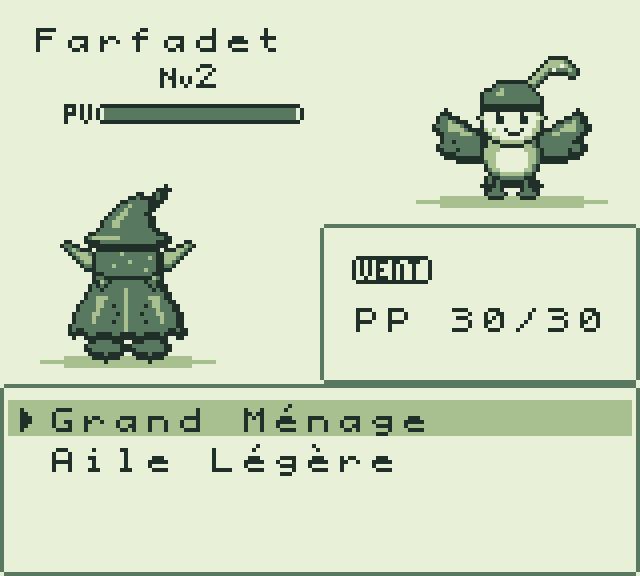 Farfadet
Nv2
PV
VENT
PP 30/30
Grand Ménage
Aile Légère